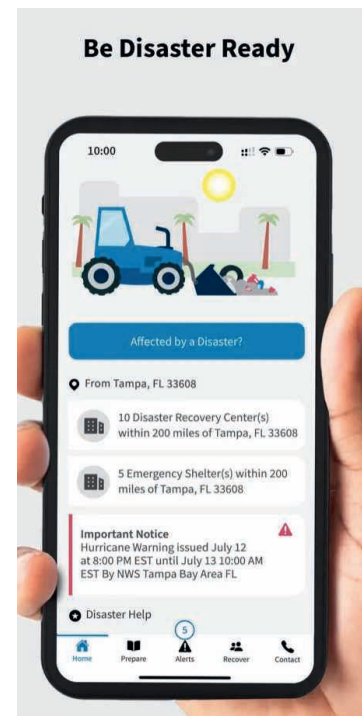 Be Disaster Ready
10:00
Affected by a Disaster?
From Tampa, FL 33608
10 Disaster Recovery Center(s)
within 200 miles of Tampa, FL 33608
5 Emergency Shelter(s) within 200
miles of Tampa, FL 33608
Important Notice
Hurricane Warning issued July 12
at 8:00 PM EST until July 13 10:00 AM
EST By NWS Tampa Bay Area FL
Disaster Help
5
Home Prepare Alerts Recover Contact